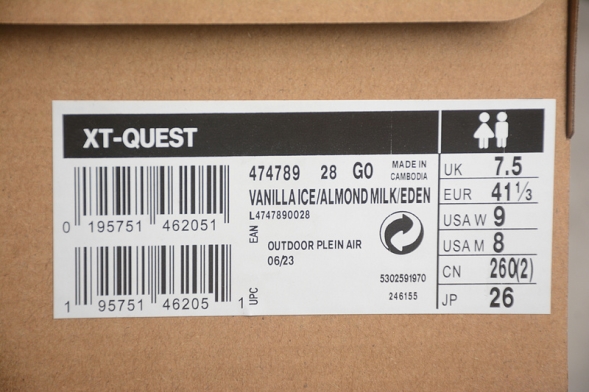 XT-QUEST
474789 28 GO MADE IN CAMBODIA
VANILLA ICE/ALMOND MILK/EDEN
L4747890028
0 195751 462051
EAN
OUTDOOR PLEIN AIR
06/23
5302591970
246155
1 95751 46205 1
UPC
UK 7.5
EUR 41 1/3
USA W 9
USA M 8
CN 260(2)
JP 26